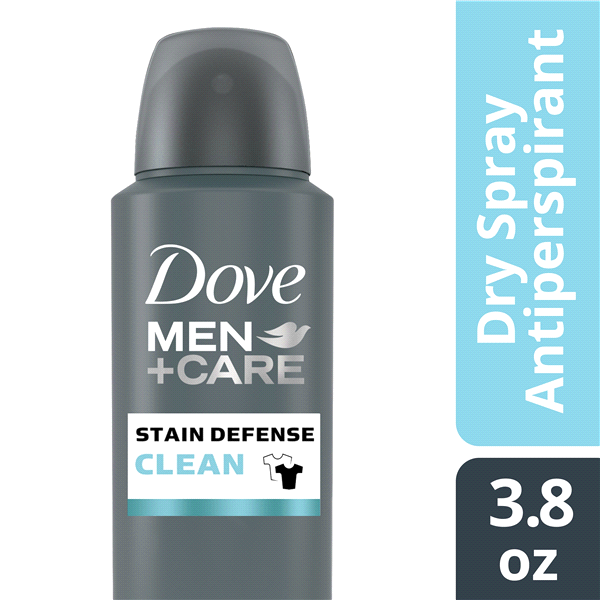 Dove
MEN
+CARE
STAIN DEFENSE
CLEAN
Dry Spray
Antiperspirant
3.8
oz